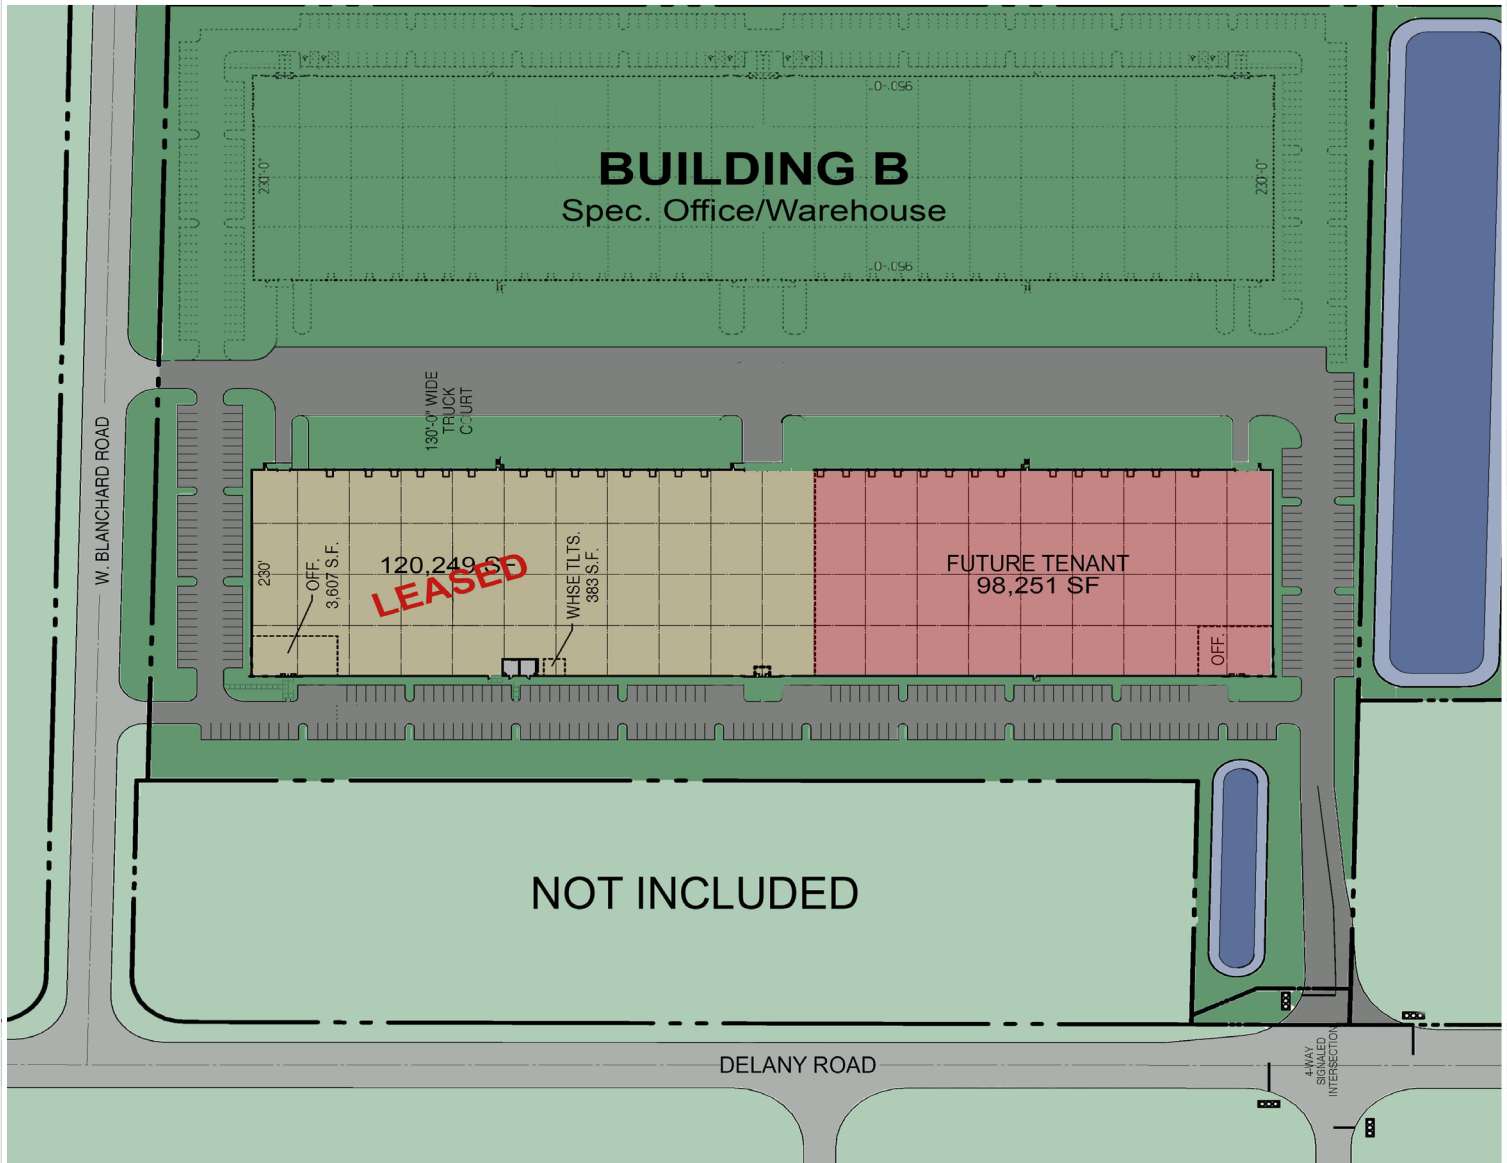 950'-0"
BUILDING B
Spec. Office/Warehouse
230'-0"
230'-0"
950'-0"
130'-0" WIDE
TRUCK
COURT
W. BLANCHARD ROAD
230'
OFF.
3,607 S.F.
120,249 SF
LEASED
WHSE TLTS.
383 S.F.
FUTURE TENANT
98,251 SF
OFF.
NOT INCLUDED
DELANY ROAD
4-WAY
SIGNALED
INTERSECTION